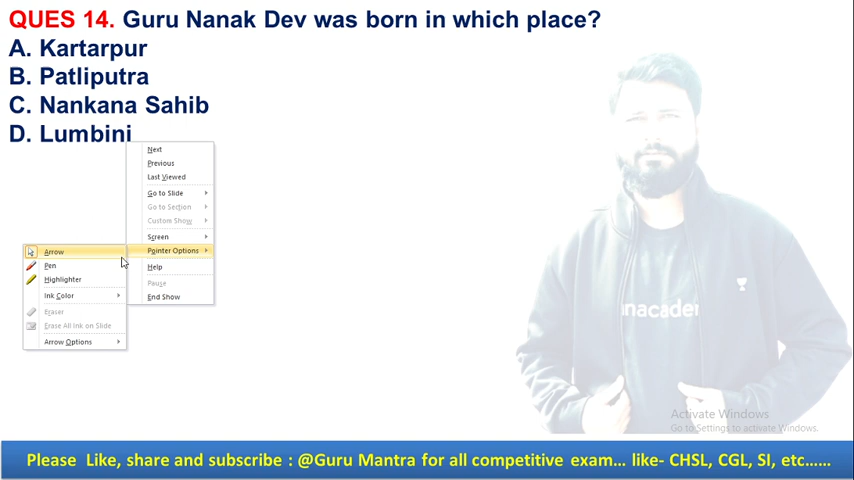 QUES 14. Guru Nanak Dev was born in which place?
A. Kartarpur
B. Patliputra
C. Nankana Sahib
D. Lumbini
Next
Previous
Last Viewed
Go to Slide
Go to Section
Custom Show
Screen
Pointer Options
Help
Pause
End Show
Arrow
Pen
Highlighter
Ink Color
Eraser
Erase All Ink on Slide
Arrow Options
Activate Windows
Go to Settings to activate Windows.
Please Like, share and subscribe : @Guru Mantra for all competitive exam... like- CHSL, CGL, SI, etc......